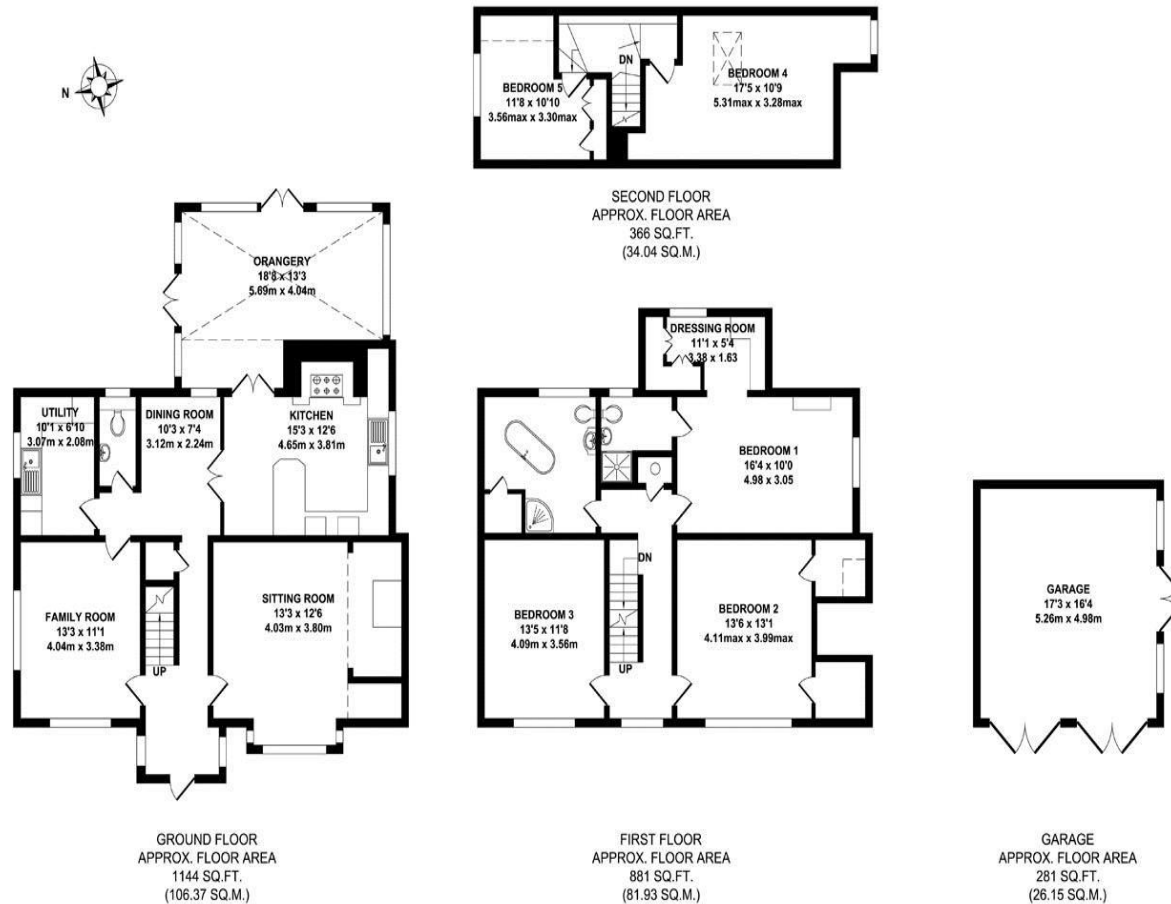 N
DN
BEDROOM 5
11'8 x 10'10
3.56max x 3.30max
BEDROOM 4
17'5 x 10'9
5.31max x 3.28max
SECOND FLOOR
APPROX. FLOOR AREA
366 SQ.FT.
(34.04 SQ.M.)
ORANGERY
18'8 x 13'3
5.69m x 4.04m
UTILITY
10'1 x 6'10
3.07m x 2.08m
DINING ROOM
10'3 x 7'4
3.12m x 2.24m
KITCHEN
15'3 x 12'6
4.65m x 3.81m
FAMILY ROOM
13'3 x 11'1
4.04m x 3.38m
UP
SITTING ROOM
13'3 x 12'6
4.03m x 3.80m
GROUND FLOOR
APPROX. FLOOR AREA
1144 SQ.FT.
(106.37 SQ.M.)
DRESSING ROOM
11'1 x 5'4
3.38 x 1.63
BEDROOM 1
16'4 x 10'0
4.98 x 3.05
DN
BEDROOM 3
13'5 x 11'8
4.09m x 3.56m
UP
BEDROOM 2
13'6 x 13'1
4.11max x 3.99max
FIRST FLOOR
APPROX. FLOOR AREA
881 SQ.FT.
(81.93 SQ.M.)
GARAGE
17'3 x 16'4
5.26m x 4.98m
GARAGE
APPROX. FLOOR AREA
281 SQ.FT.
(26.15 SQ.M.)